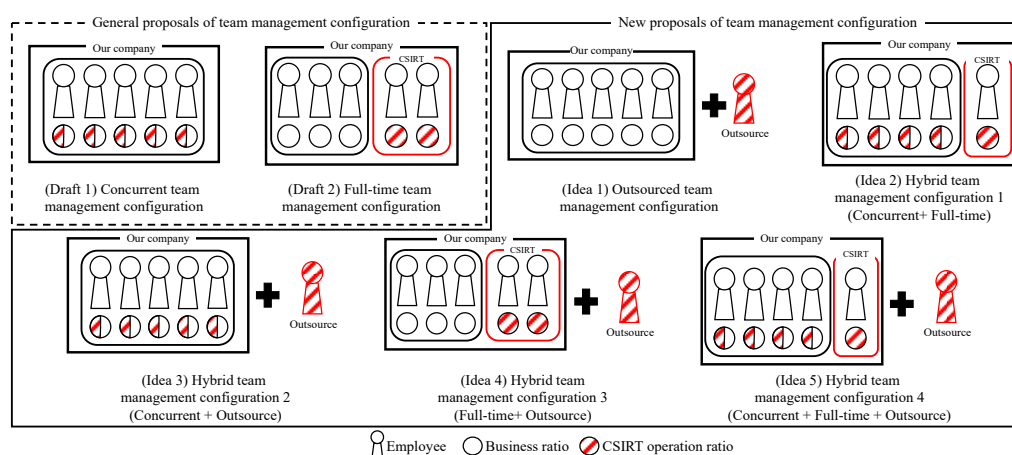 General proposals of team management configuration
New proposals of team management configuration
Our company
Our company
CSIRT
Our company
Outsource
Our company
CSIRT
(Draft 1) Concurrent team
management configuration
(Draft 2) Full-time team
management configuration
(Idea 1) Outsourced team
management configuration
(Idea 2) Hybrid team
management configuration 1
(Concurrent+ Full-time)
Our company
Outsource
Our company
CSIRT
Outsource
Our company
CSIRT
Outsource
(Idea 3) Hybrid team
management configuration 2
(Concurrent + Outsource)
(Idea 4) Hybrid team
management configuration 3
(Full-time+ Outsource)
(Idea 5) Hybrid team
management configuration 4
(Concurrent + Full-time + Outsource)
Employee
Business ratio
CSIRT operation ratio